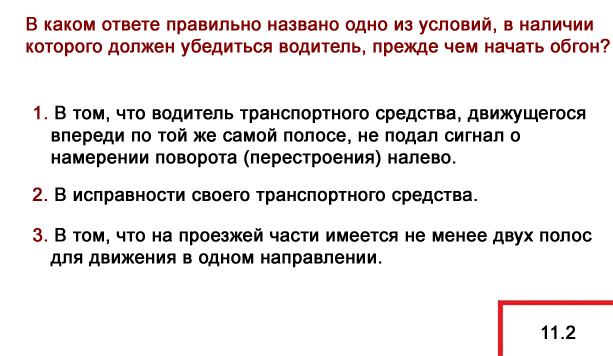 В каком ответе правильно названо одно из условий, в наличии
которого должен убедиться водитель, прежде чем начать обгон?
1. В том, что водитель транспортного средства, движущегося
впереди по той же самой полосе, не подал сигнал о
намерении поворота (перестроения) налево.
2. В исправности своего транспортного средства.
3. В том, что на проезжей части имеется не менее двух полос
для движения в одном направлении.
11.2